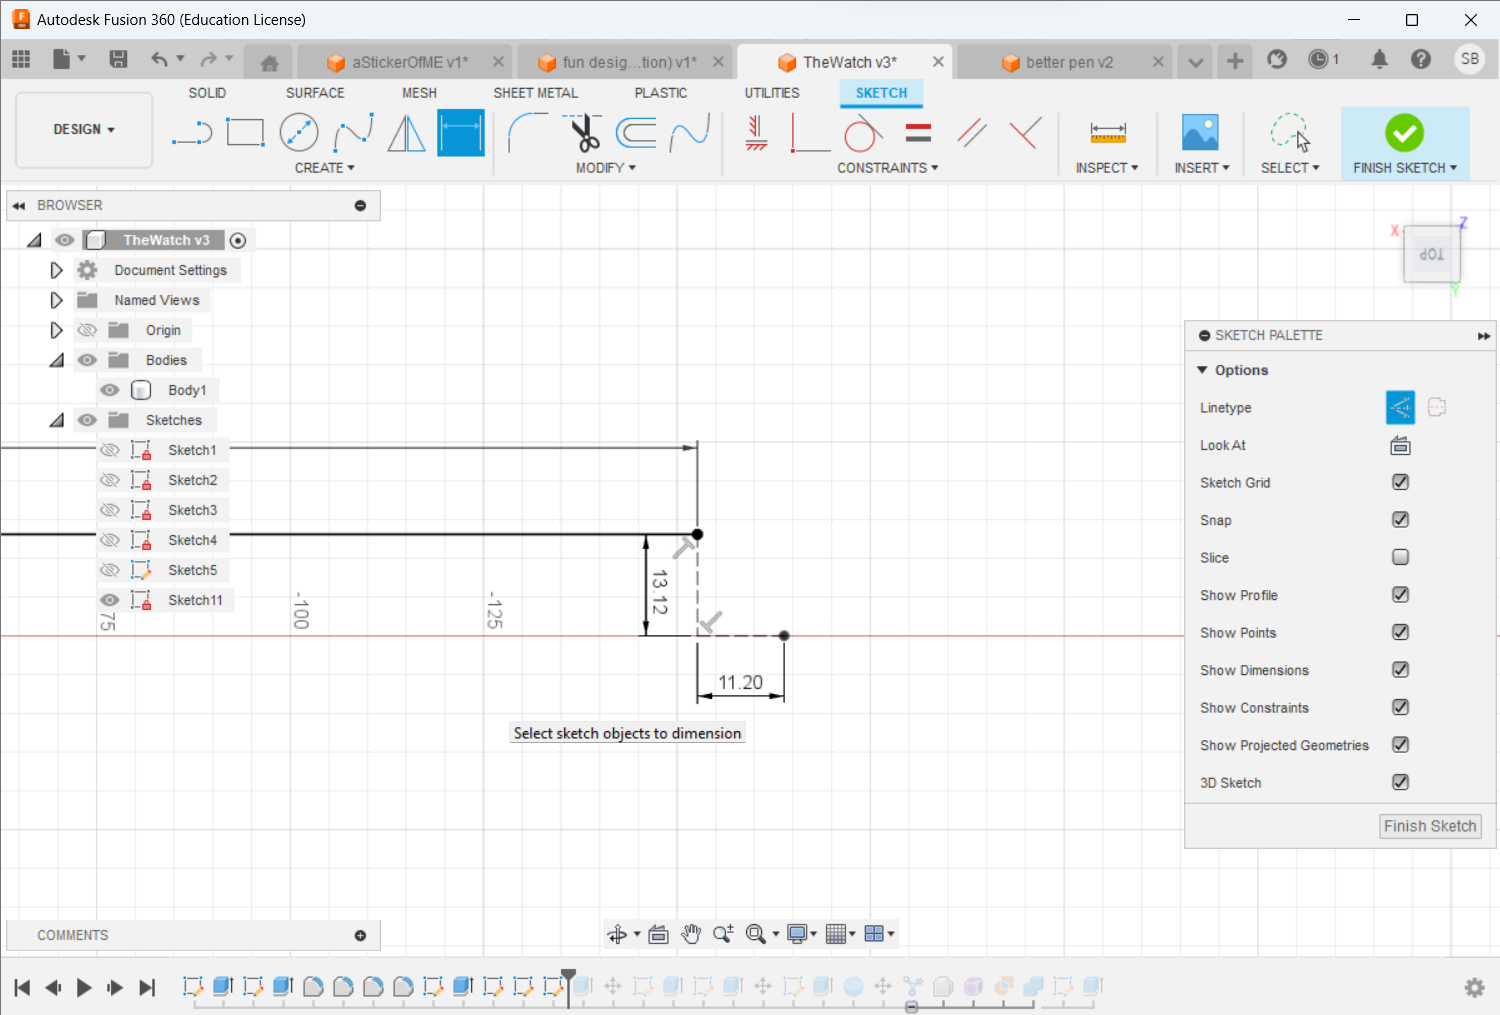 Autodesk Fusion 360 (Education License)
aStickerOfME v1*
fun desig...tion) v1*
TheWatch v3*
better pen v2
1
SB
SOLID
SURFACE
MESH
SHEET METAL
PLASTIC
UTILITIES
SKETCH
DESIGN
CREATE
MODIFY
CONSTRAINTS
INSPECT
INSERT
SELECT
FINISH SKETCH
BROWSER
TheWatch v3
Document Settings
Named Views
Origin
Bodies
Body1
Sketches
Sketch1
Sketch2
Sketch3
Sketch4
Sketch5
Sketch11
75
-100
-125
13.12
11.20
Select sketch objects to dimension
X
Z
TOP
Y
SKETCH PALETTE
Options
Linetype
Look At
Sketch Grid
Snap
Slice
Show Profile
Show Points
Show Dimensions
Show Constraints
Show Projected Geometries
3D Sketch
Finish Sketch
COMMENTS